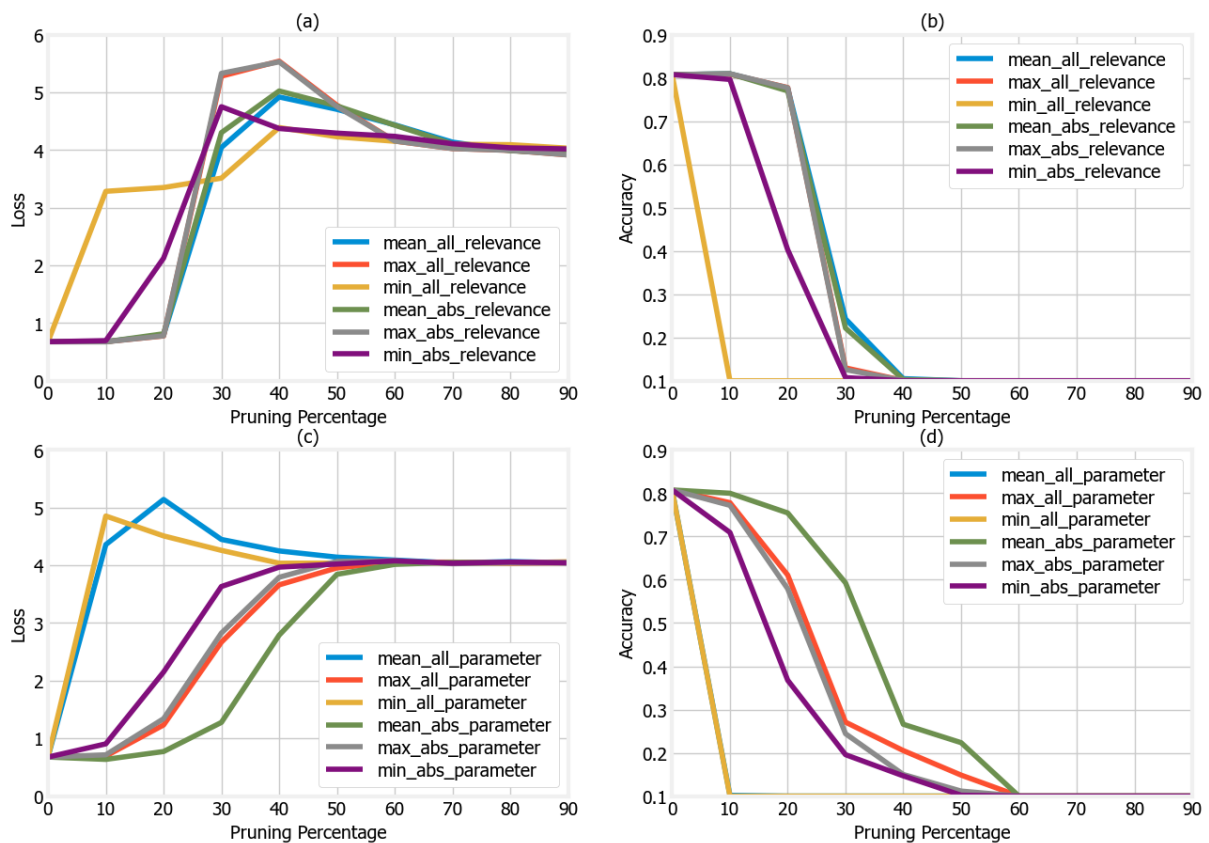 (a)
6
5
4
3
2
1
0
Loss
mean_all_relevance
max_all_relevance
min_all_relevance
mean_abs_relevance
max_abs_relevance
min_abs_relevance
0 10 20 30 40 50 60 70 80 90
Pruning Percentage
(b)
0.9
0.8
0.7
0.6
0.5
0.4
0.3
0.2
0.1
Accuracy
mean_all_relevance
max_all_relevance
min_all_relevance
mean_abs_relevance
max_abs_relevance
min_abs_relevance
0 10 20 30 40 50 60 70 80 90
Pruning Percentage
(c)
6
5
4
3
2
1
0
Loss
mean_all_parameter
max_all_parameter
min_all_parameter
mean_abs_parameter
max_abs_parameter
min_abs_parameter
0 10 20 30 40 50 60 70 80 90
Pruning Percentage
(d)
0.9
0.8
0.7
0.6
0.5
0.4
0.3
0.2
0.1
Accuracy
mean_all_parameter
max_all_parameter
min_all_parameter
mean_abs_parameter
max_abs_parameter
min_abs_parameter
0 10 20 30 40 50 60 70 80 90
Pruning Percentage